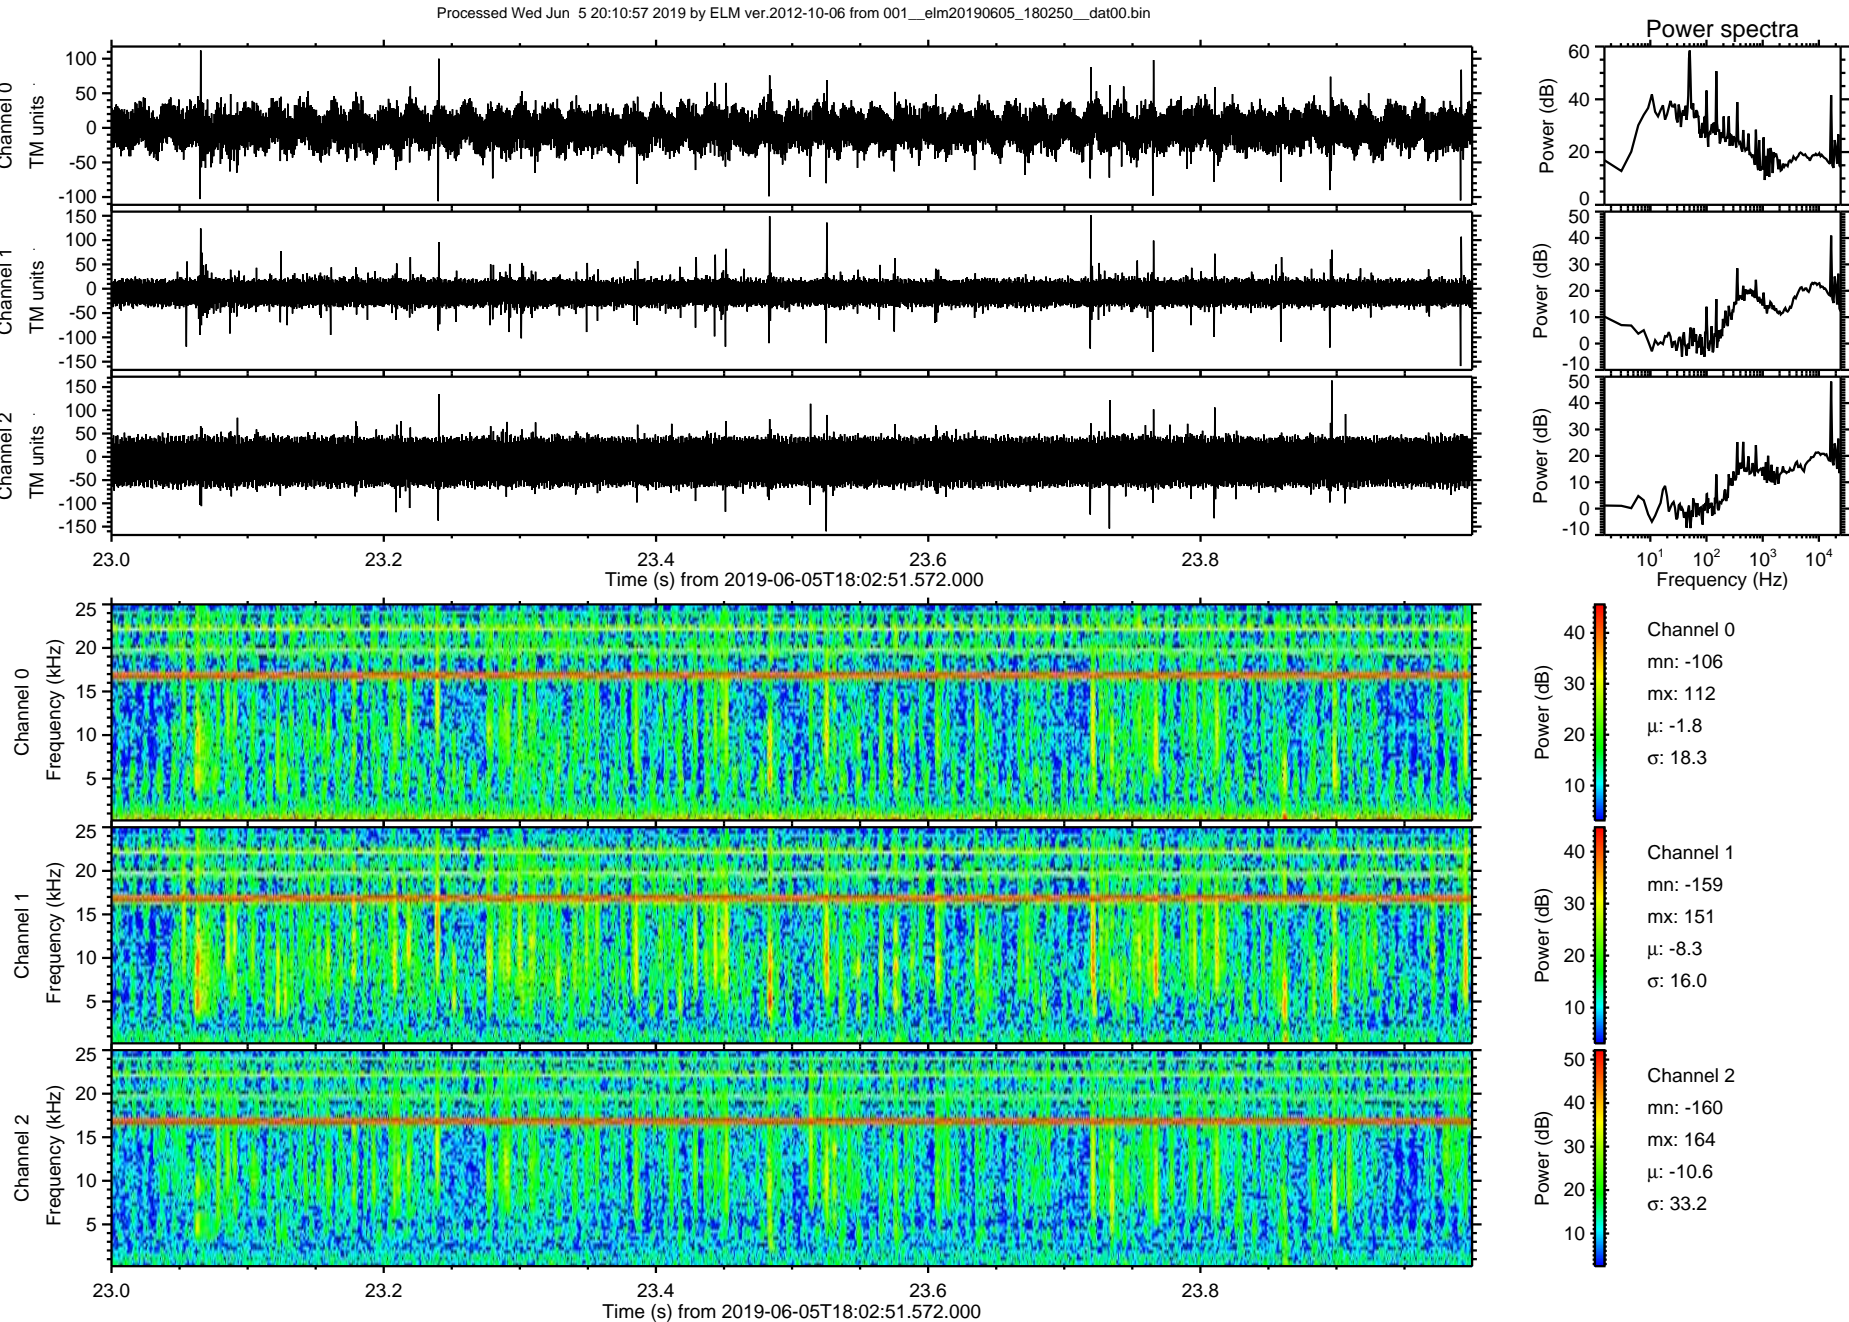 Processed Wed Jun  5 20:10:57 2019 by ELM ver.2012-10-06 from 001__elm20190605_180250__dat00.bin
Power spectra
Channel 0
TM units
100
50
0
-50
-100
Power (dB)
60
40
20
0
Channel 1
TM units
150
100
50
0
-50
-100
-150
Power (dB)
50
40
30
20
10
0
-10
Channel 2
TM units
150
100
50
0
-50
-100
-150
Power (dB)
50
40
30
20
10
0
-10
23.0 23.2 23.4 23.6 23.8
Time (s) from 2019-06-05T18:02:51.572.000
10¹ 10² 10³ 10⁴
Frequency (Hz)
Channel 0
Frequency (kHz)
25
20
15
10
5
Power (dB)
40
30
20
10
Channel 0
mn: -106
mx: 112
μ: -1.8
σ: 18.3
Channel 1
Frequency (kHz)
25
20
15
10
5
Power (dB)
40
30
20
10
Channel 1
mn: -159
mx: 151
μ: -8.3
σ: 16.0
Channel 2
Frequency (kHz)
25
20
15
10
5
Power (dB)
50
40
30
20
10
Channel 2
mn: -160
mx: 164
μ: -10.6
σ: 33.2
23.0 23.2 23.4 23.6 23.8
Time (s) from 2019-06-05T18:02:51.572.000